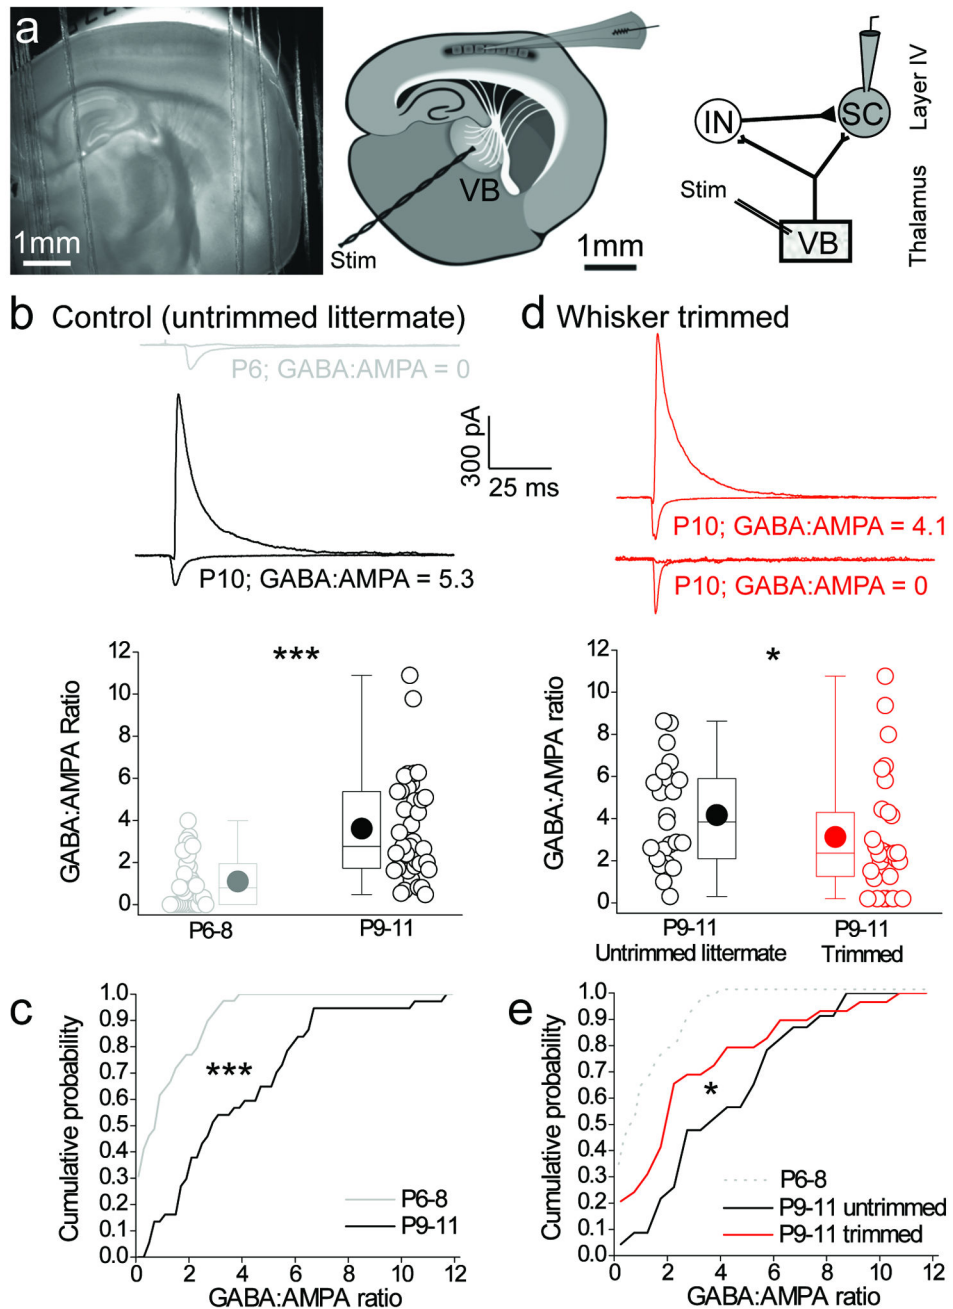 a
1mm
VB
Stim
1mm
IN
SC
Stim
VB
Layer IV
Thalamus
b Control (untrimmed littermate)
P6; GABA:AMPA = 0
300 pA
25 ms
P10; GABA:AMPA = 5.3
d Whisker trimmed
P10; GABA:AMPA = 4.1
P10; GABA:AMPA = 0
GABA:AMPA Ratio
12
10
8
6
4
2
0
***
P6-8
P9-11
GABA:AMPA ratio
12
10
8
6
4
2
0
*
P9-11
Untrimmed littermate
P9-11
Trimmed
c
Cumulative probability
1.0
0.9
0.8
0.7
0.6
0.5
0.4
0.3
0.2
0.1
0.0
***
P6-8
P9-11
0 2 4 6 8 10 12
GABA:AMPA ratio
e
Cumulative probability
1.0
0.9
0.8
0.7
0.6
0.5
0.4
0.3
0.2
0.1
0.0
*
P6-8
P9-11 untrimmed
P9-11 trimmed
0 2 4 6 8 10 12
GABA:AMPA ratio